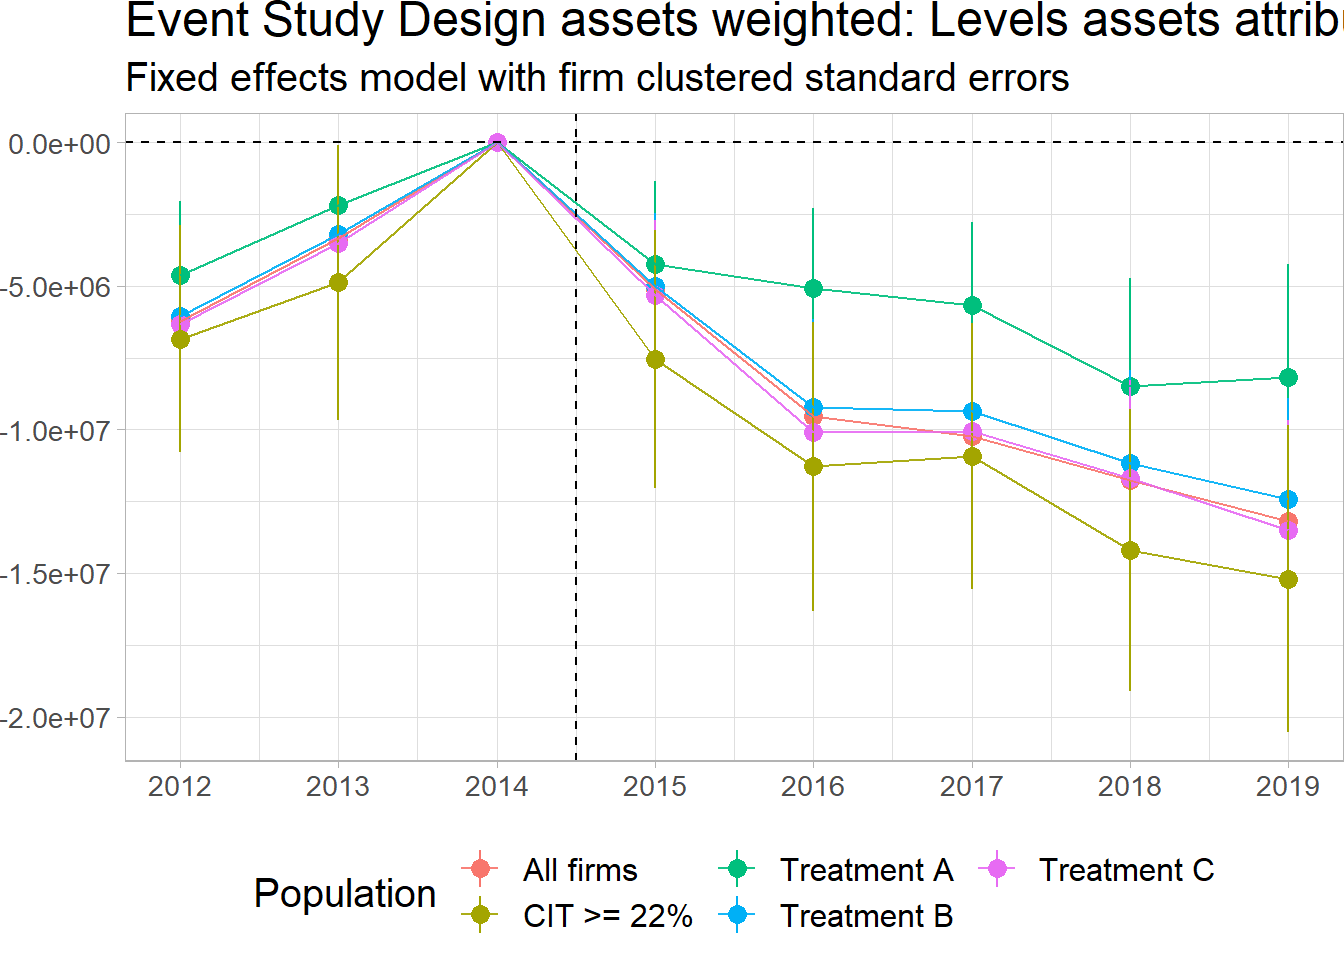 Event Study Design assets weighted: Levels assets attribu
Fixed effects model with firm clustered standard errors
0.0e+00
-5.0e+06
-1.0e+07
-1.5e+07
-2.0e+07
2012 2013 2014 2015 2016 2017 2018 2019
Population
All firms Treatment A Treatment C
CIT >= 22% Treatment B